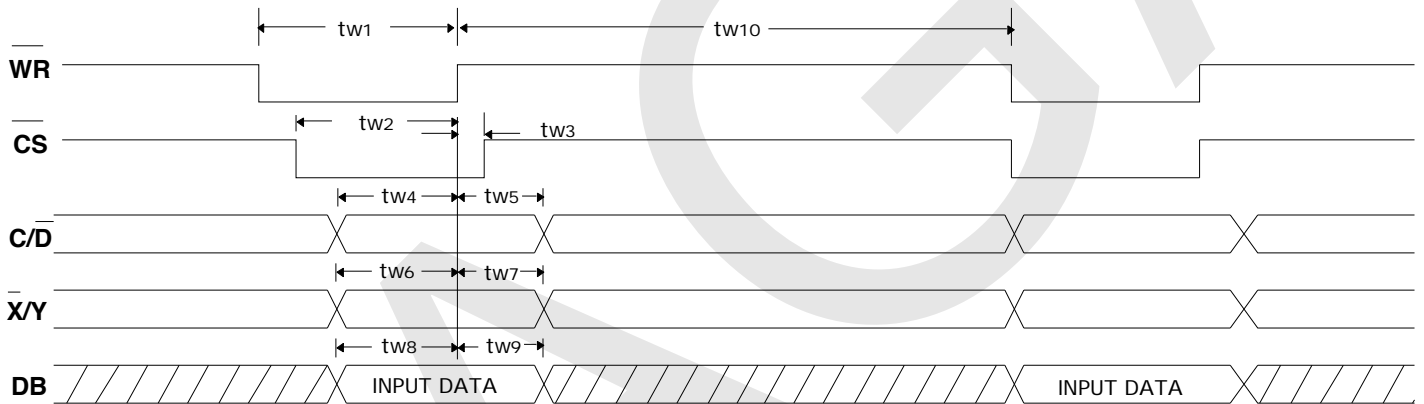 tw1
tw10
WR
tw2
tw3
CS
tw4
tw5
C/D
tw6
tw7
X/Y
tw8
tw9
DB
INPUT DATA
INPUT DATA